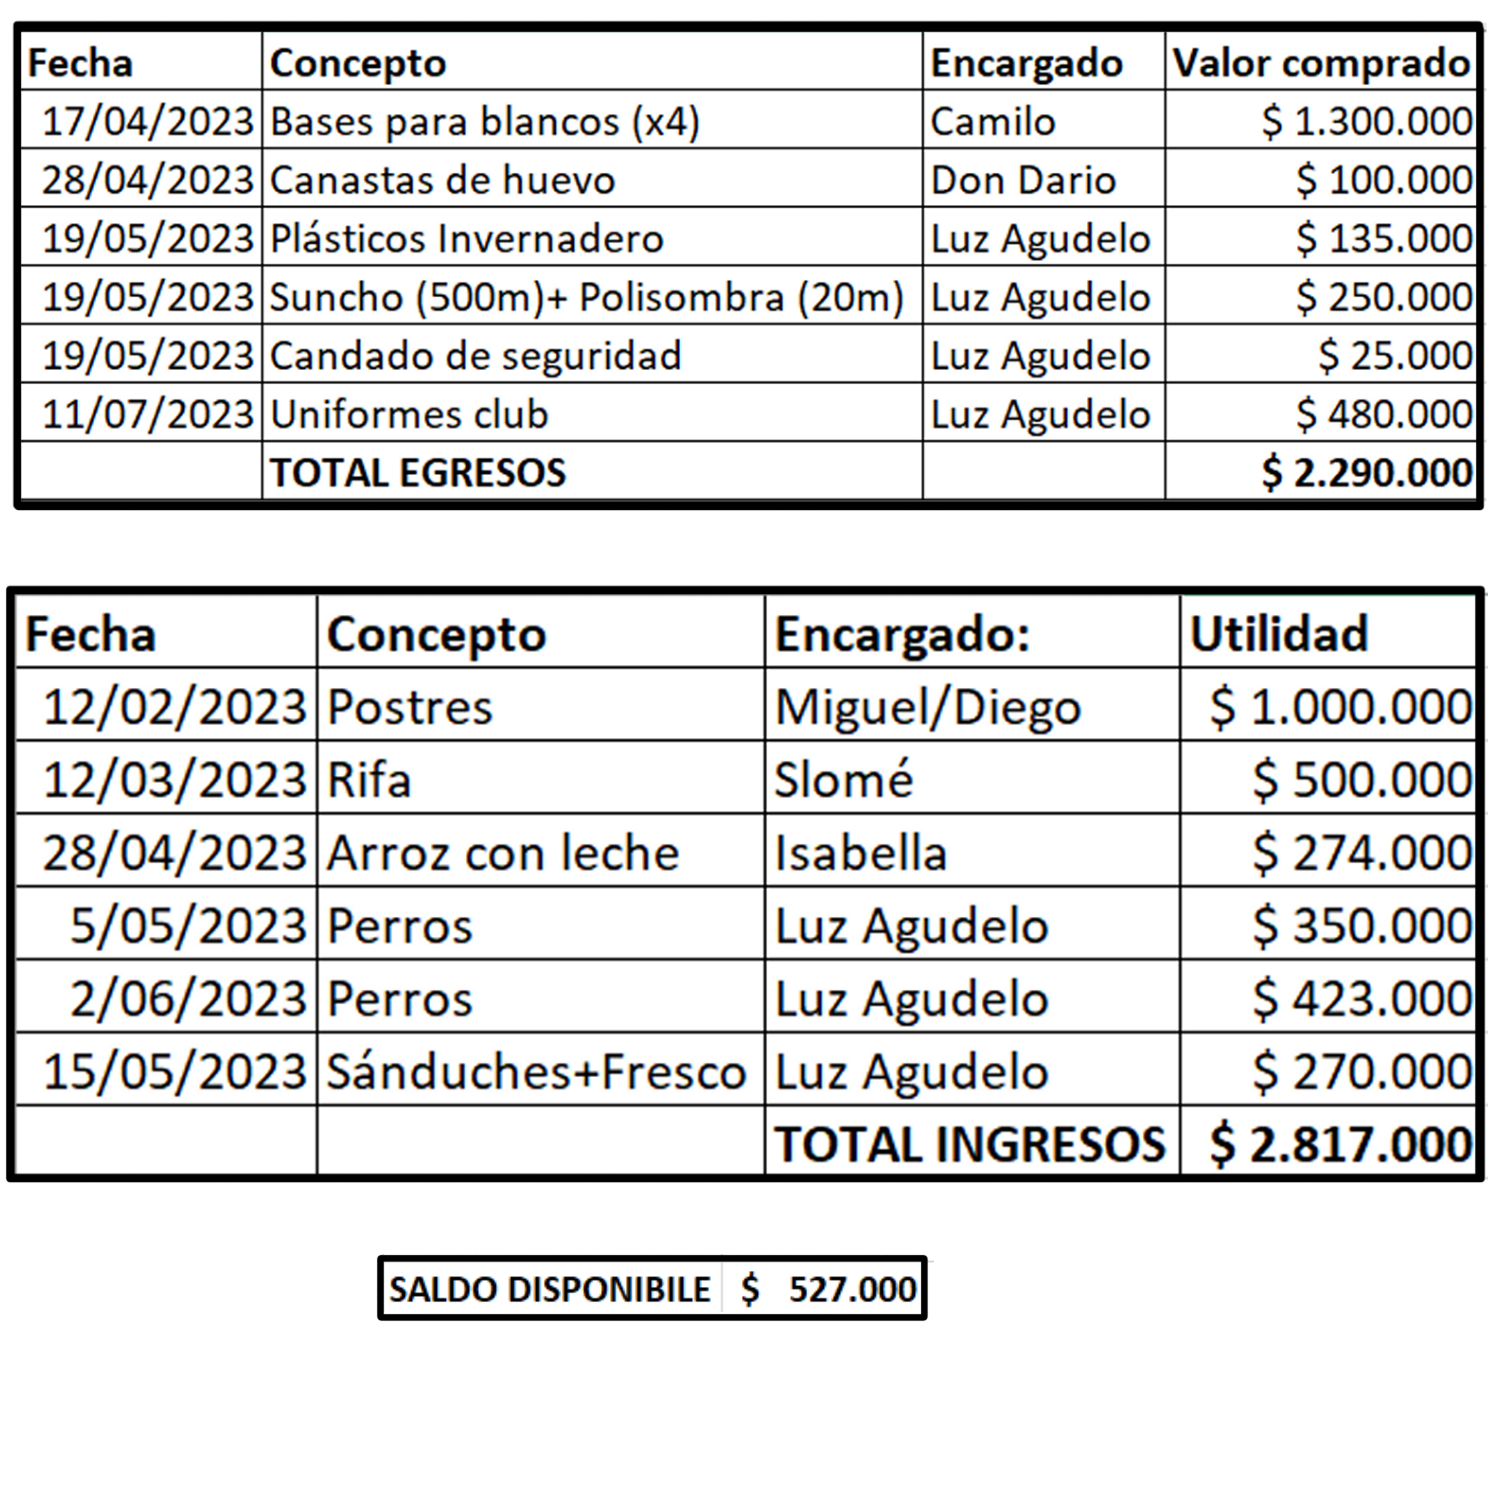 Fecha Concepto Encargado Valor comprado
17/04/2023 Bases para blancos (x4) Camilo $ 1.300.000
28/04/2023 Canastas de huevo Don Dario $ 100.000
19/05/2023 Plásticos Invernadero Luz Agudelo $ 135.000
19/05/2023 Suncho (500m)+ Polisombra (20m) Luz Agudelo $ 250.000
19/05/2023 Candado de seguridad Luz Agudelo $ 25.000
11/07/2023 Uniformes club Luz Agudelo $ 480.000
TOTAL EGRESOS $ 2.290.000
Fecha Concepto Encargado: Utilidad
12/02/2023 Postres Miguel/Diego $ 1.000.000
12/03/2023 Rifa Slomé $ 500.000
28/04/2023 Arroz con leche Isabella $ 274.000
5/05/2023 Perros Luz Agudelo $ 350.000
2/06/2023 Perros Luz Agudelo $ 423.000
15/05/2023 Sánduches+Fresco Luz Agudelo $ 270.000
TOTAL INGRESOS $ 2.817.000
SALDO DISPONIBILE $ 527.000